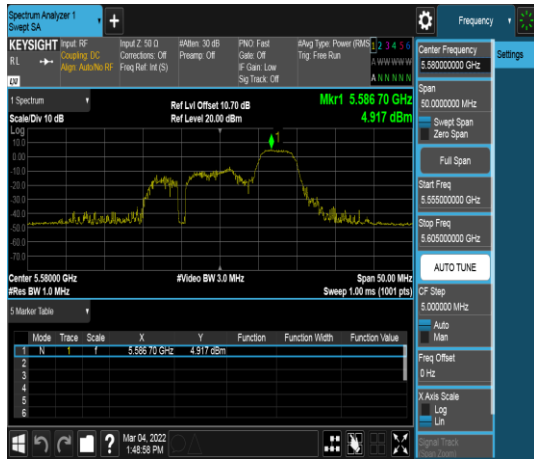 Spectrum Analyzer 1
Swept SA
Frequency
KEYSIGHT
RL
LXI
Input: RF
Coupling: DC
Align: Auto/No RF
Input Z: 50 Ω
Corrections: Off
Freq Ref: Int (S)
#Atten: 30 dB
Preamp: Off
PNO: Fast
Gate: Off
IF Gain: Low
Sig Track: Off
#Avg Type: Power (RMS)
Trig: Free Run
1 2 3 4 5 6
A W W W W W
A N N N N N
1 Spectrum
Scale/Div 10 dB
Log
Ref Lvl Offset 10.70 dB
Ref Level 20.00 dBm
Mkr1 5.586 70 GHz
4.917 dBm
1
10.0
0.00
-10.0
-20.0
-30.0
-40.0
-50.0
-60.0
-70.0
Center 5.58000 GHz
#Res BW 1.0 MHz
#Video BW 3.0 MHz
Span 50.00 MHz
Sweep 1.00 ms (1001 pts)
5 Marker Table
Mode Trace Scale X Y Function Function Width Function Value
1 N 1 f 5.586 70 GHz 4.917 dBm
2
3
4
5
6
Mar 04, 2022
1:48:58 PM
Center Frequency
5.580000000 GHz
Settings
Span
50.0000000 MHz
Swept Span
Zero Span
Full Span
Start Freq
5.555000000 GHz
Stop Freq
5.605000000 GHz
AUTO TUNE
CF Step
5.000000 MHz
Auto
Man
Freq Offset
0 Hz
X Axis Scale
Log
Lin
Signal Track
(Span Zoom)